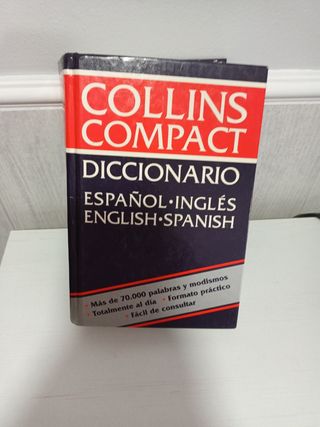 COLLINS
COMPACT
DICCIONARIO
ESPAÑOL·INGLÉS
ENGLISH·SPANISH
• Más de 70.000 palabras y modismos
• Totalmente al día • Formato práctico
• Fácil de consultar